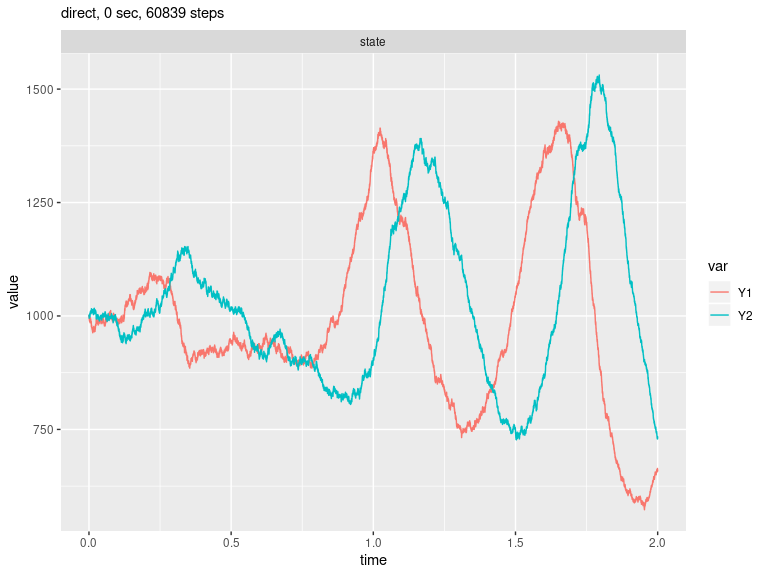 direct, 0 sec, 60839 steps
state
value
1500
1250
1000
750
0.0 0.5 1.0 1.5 2.0
time
var
Y1
Y2